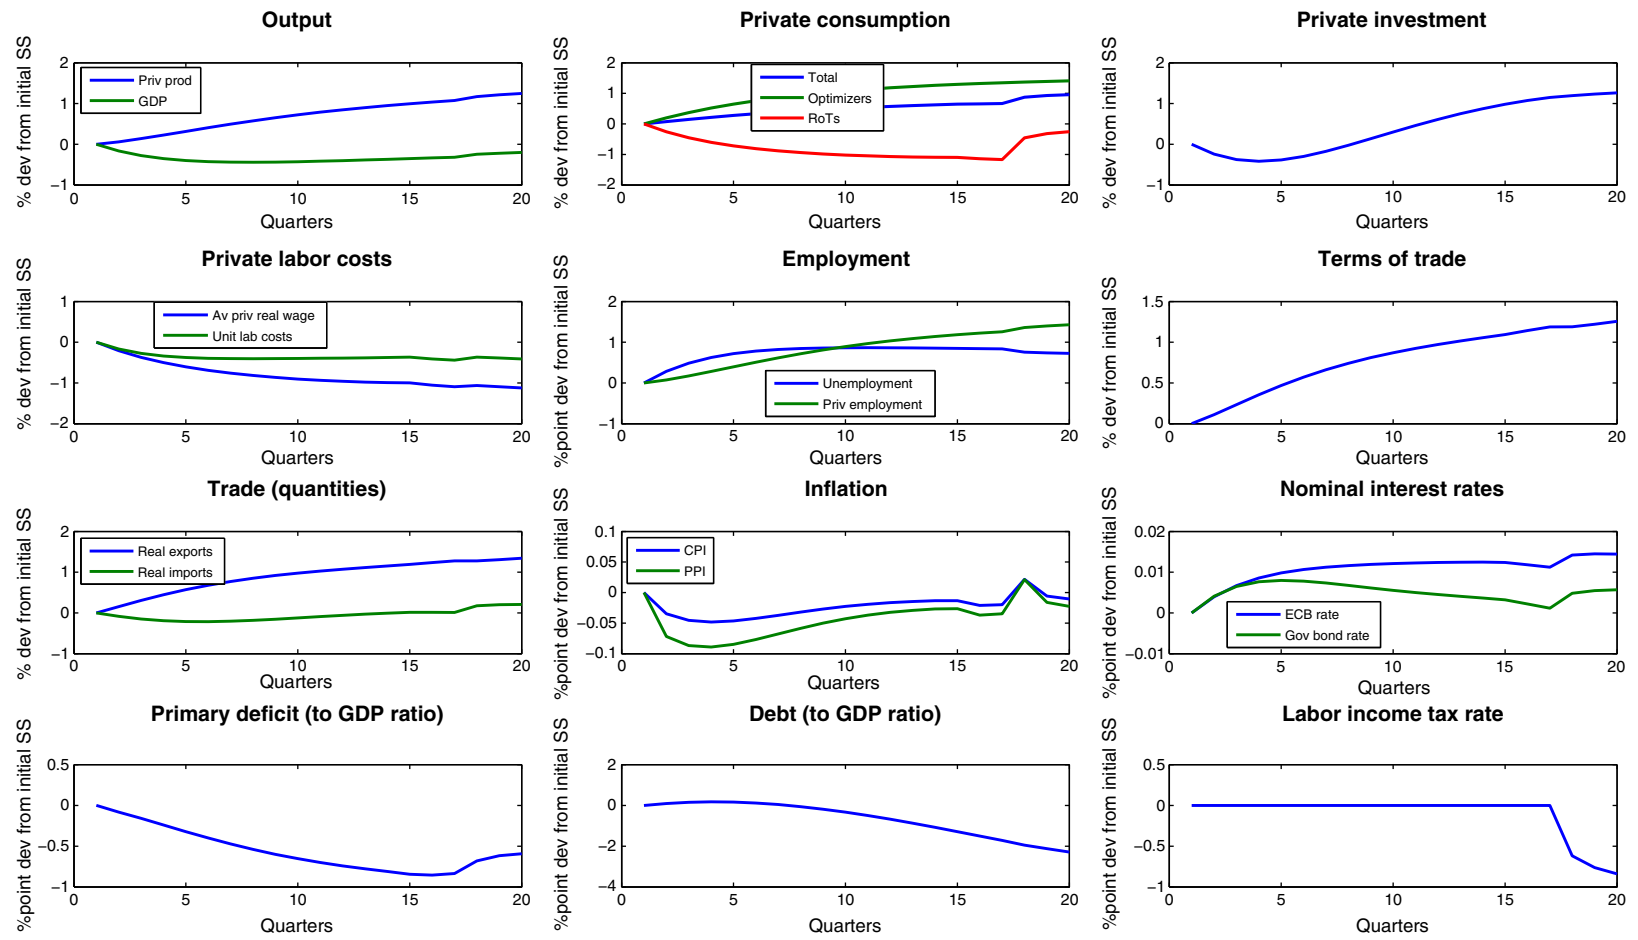 Output
% dev from initial SS
2
1
0
−1
Priv prod
GDP
0 5 10 15 20
Quarters
Private consumption
% dev from initial SS
2
1
0
−1
−2
Total
Optimizers
RoTs
0 5 10 15 20
Quarters
Private investment
% dev from initial SS
2
1
0
−1
0 5 10 15 20
Quarters
Private labor costs
% dev from initial SS
1
0
−1
−2
Av priv real wage
Unit lab costs
0 5 10 15 20
Quarters
Employment
%point dev from initial SS
2
1
0
−1
Unemployment
Priv employment
0 5 10 15 20
Quarters
Terms of trade
% dev from initial SS
1.5
1
0.5
0
0 5 10 15 20
Quarters
Trade (quantities)
% dev from initial SS
2
1
0
−1
Real exports
Real imports
0 5 10 15 20
Quarters
Inflation
%point dev from initial SS
0.1
0.05
0
−0.05
−0.1
CPI
PPI
0 5 10 15 20
Quarters
Nominal interest rates
%point dev from initial SS
0.02
0.01
0
−0.01
ECB rate
Gov bond rate
0 5 10 15 20
Quarters
Primary deficit (to GDP ratio)
%point dev from initial SS
0.5
0
−0.5
−1
0 5 10 15 20
Quarters
Debt (to GDP ratio)
%point dev from initial SS
2
0
−2
−4
0 5 10 15 20
Quarters
Labor income tax rate
%point dev from initial SS
0.5
0
−0.5
−1
0 5 10 15 20
Quarters